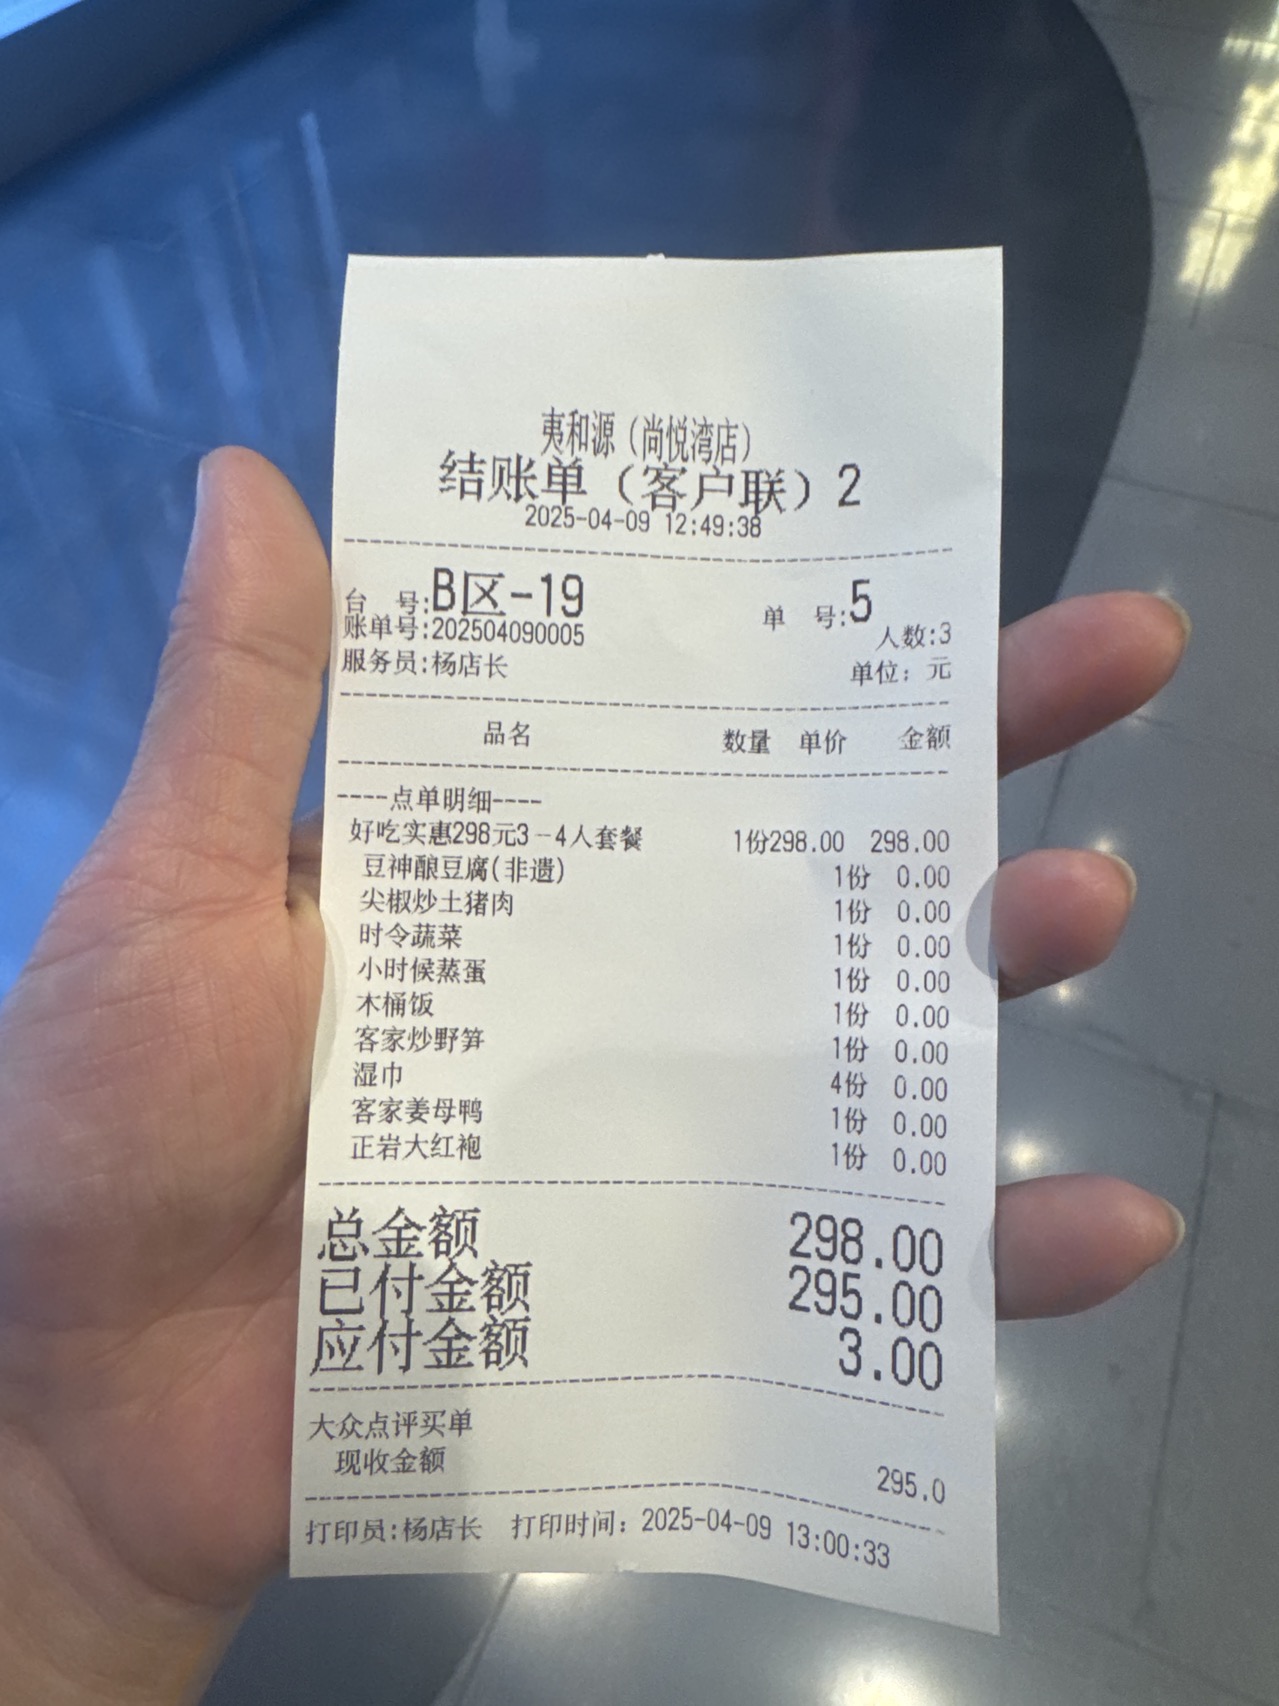 夷和源（尚悦湾店）
结账单（客户联）2
2025-04-09 12:49:38
台 号:B区-19 单 号:5
账单号:202504090005 人数:3
服务员:杨店长 单位：元
品名 数量 单价 金额
----点单明细----
好吃实惠298元3-4人套餐 1份298.00 298.00
豆神酿豆腐(非遗) 1份 0.00
尖椒炒土猪肉 1份 0.00
时令蔬菜 1份 0.00
小时候蒸蛋 1份 0.00
木桶饭 1份 0.00
客家炒野笋 1份 0.00
湿巾 4份 0.00
客家姜母鸭 1份 0.00
正岩大红袍 1份 0.00
总金额 298.00
已付金额 295.00
应付金额 3.00
大众点评买单
现收金额 295.0
打印员:杨店长 打印时间：2025-04-09 13:00:33